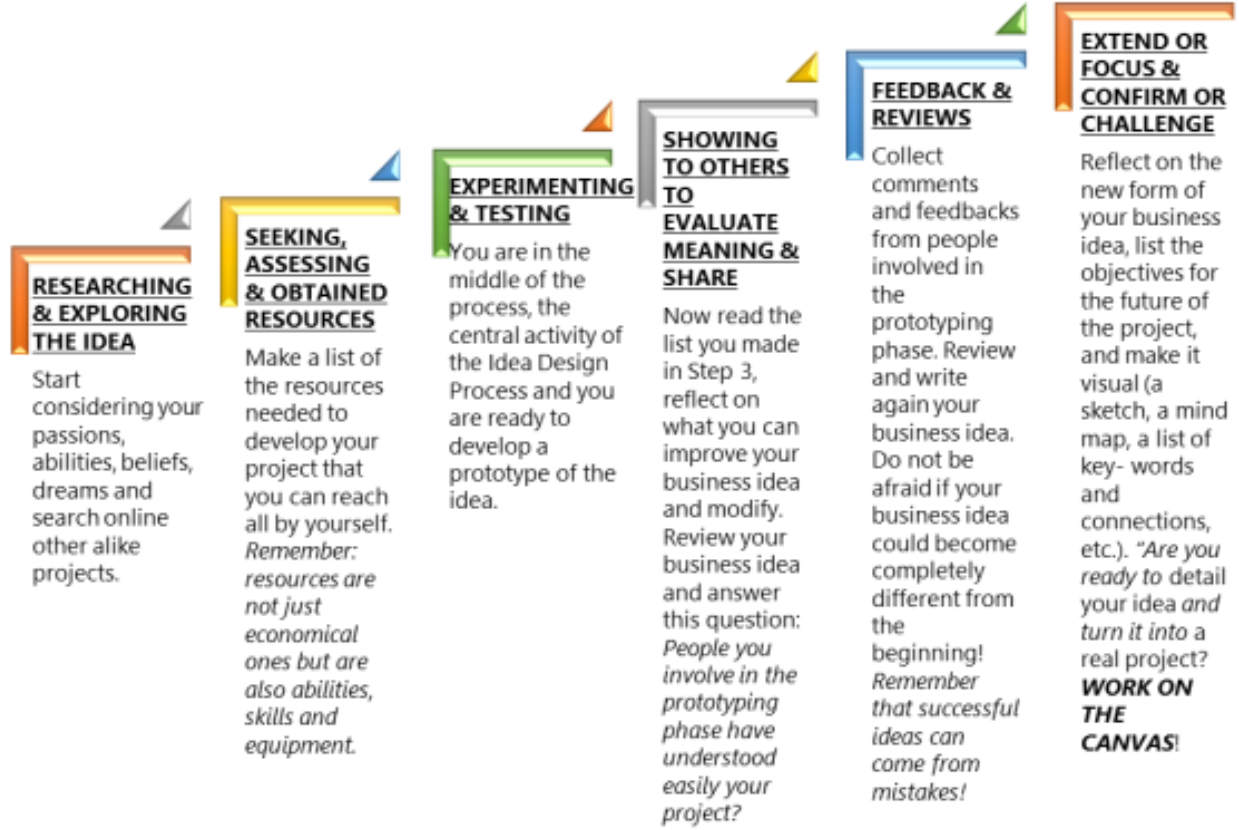 RESEARCHING
& EXPLORING
THE IDEA
Start
considering your
passions,
abilities, beliefs,
dreams and
search online
other alike
projects.
SEEKING,
ASSESSING
& OBTAINED
RESOURCES
Make a list of
the resources
needed to
develop your
project that
you can reach
all by yourself.
Remember:
resources are
not just
economical
ones but are
also abilities,
skills and
equipment.
EXPERIMENTING
& TESTING
You are in the
middle of the
process, the
central activity of
the Idea Design
Process and you
are ready to
develop a
prototype of the
idea.
SHOWING
TO OTHERS
TO
EVALUATE
MEANING &
SHARE
Now read the
list you made
in Step 3,
reflect on
what you can
improve your
business idea
and modify.
Review your
business idea
and answer
this question:
People you
involve in the
prototyping
phase have
understood
easily your
project?
FEEDBACK &
REVIEWS
Collect
comments
and feedbacks
from people
involved in
the
prototyping
phase. Review
and write
again your
business idea.
Do not be
afraid if your
business idea
could become
completely
different from
the
beginning!
Remember
that successful
ideas can
come from
mistakes!
EXTEND OR
FOCUS &
CONFIRM OR
CHALLENGE
Reflect on the
new form of
your business
idea, list the
objectives for
the future of
the project,
and make it
visual (a
sketch, a mind
map, a list of
key- words
and
connections,
etc.). “Are you
ready to detail
your idea and
turn it into a
real project?
WORK ON
THE
CANVAS!